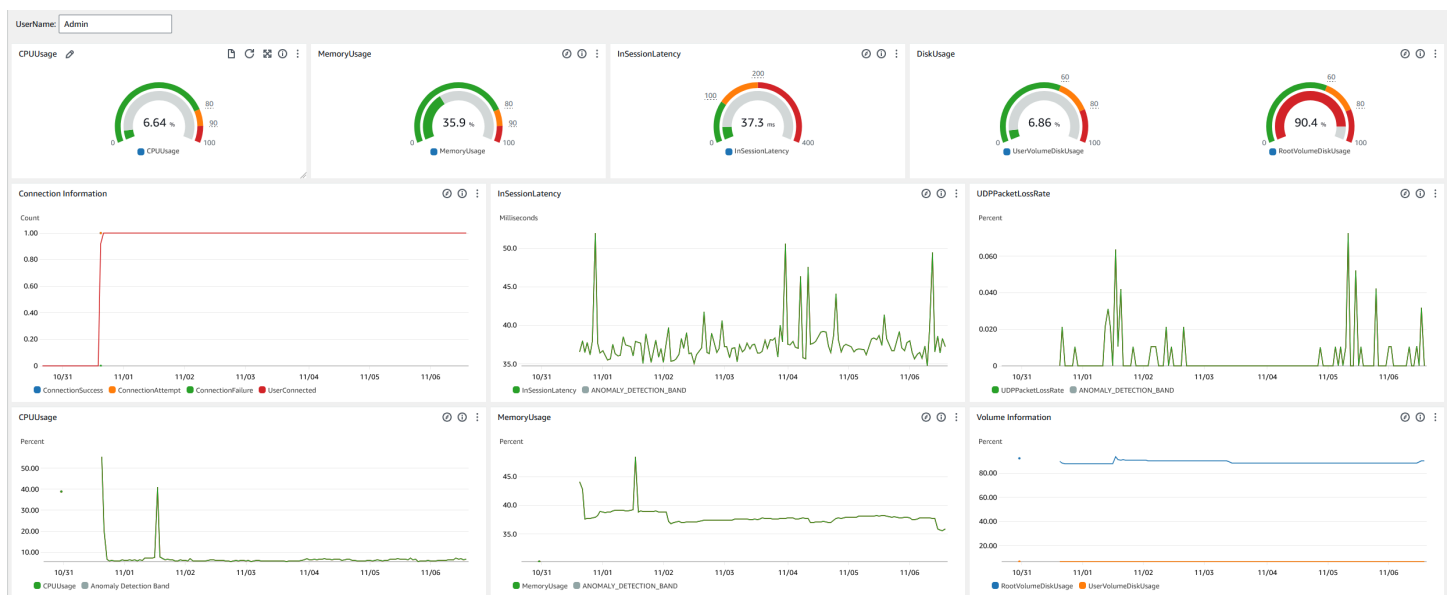 UserName: Admin
CPUUsage
MemoryUsage
InSessionLatency
DiskUsage
6.64 %
0
80
90
100
CPUUsage
35.9 %
0
80
90
100
MemoryUsage
37.3 ms
0
100
200
400
InSessionLatency
6.86 %
0
60
80
100
UserVolumeDiskUsage
90.4 %
0
60
80
100
RootVolumeDiskUsage
Connection Information
Count
1.00
0.80
0.60
0.40
0.20
0
10/31 11/01 11/02 11/03 11/04 11/05 11/06
ConnectionSuccess ConnectionAttempt ConnectionFailure UserConnected
InSessionLatency
Milliseconds
50.0
45.0
40.0
35.0
10/31 11/01 11/02 11/03 11/04 11/05 11/06
InSessionLatency ANOMALY_DETECTION_BAND
UDPPacketLossRate
Percent
0.060
0.040
0.020
0
10/31 11/01 11/02 11/03 11/04 11/05 11/06
UDPPacketLossRate ANOMALY_DETECTION_BAND
CPUUsage
Percent
50.00
40.00
30.00
20.00
10.00
10/31 11/01 11/02 11/03 11/04 11/05 11/06
CPUUsage Anomaly Detection Band
MemoryUsage
Percent
45.0
40.0
35.0
10/31 11/01 11/02 11/03 11/04 11/05 11/06
MemoryUsage ANOMALY_DETECTION_BAND
Volume Information
Percent
80.00
60.00
40.00
20.00
10/31 11/01 11/02 11/03 11/04 11/05 11/06
RootVolumeDiskUsage UserVolumeDiskUsage